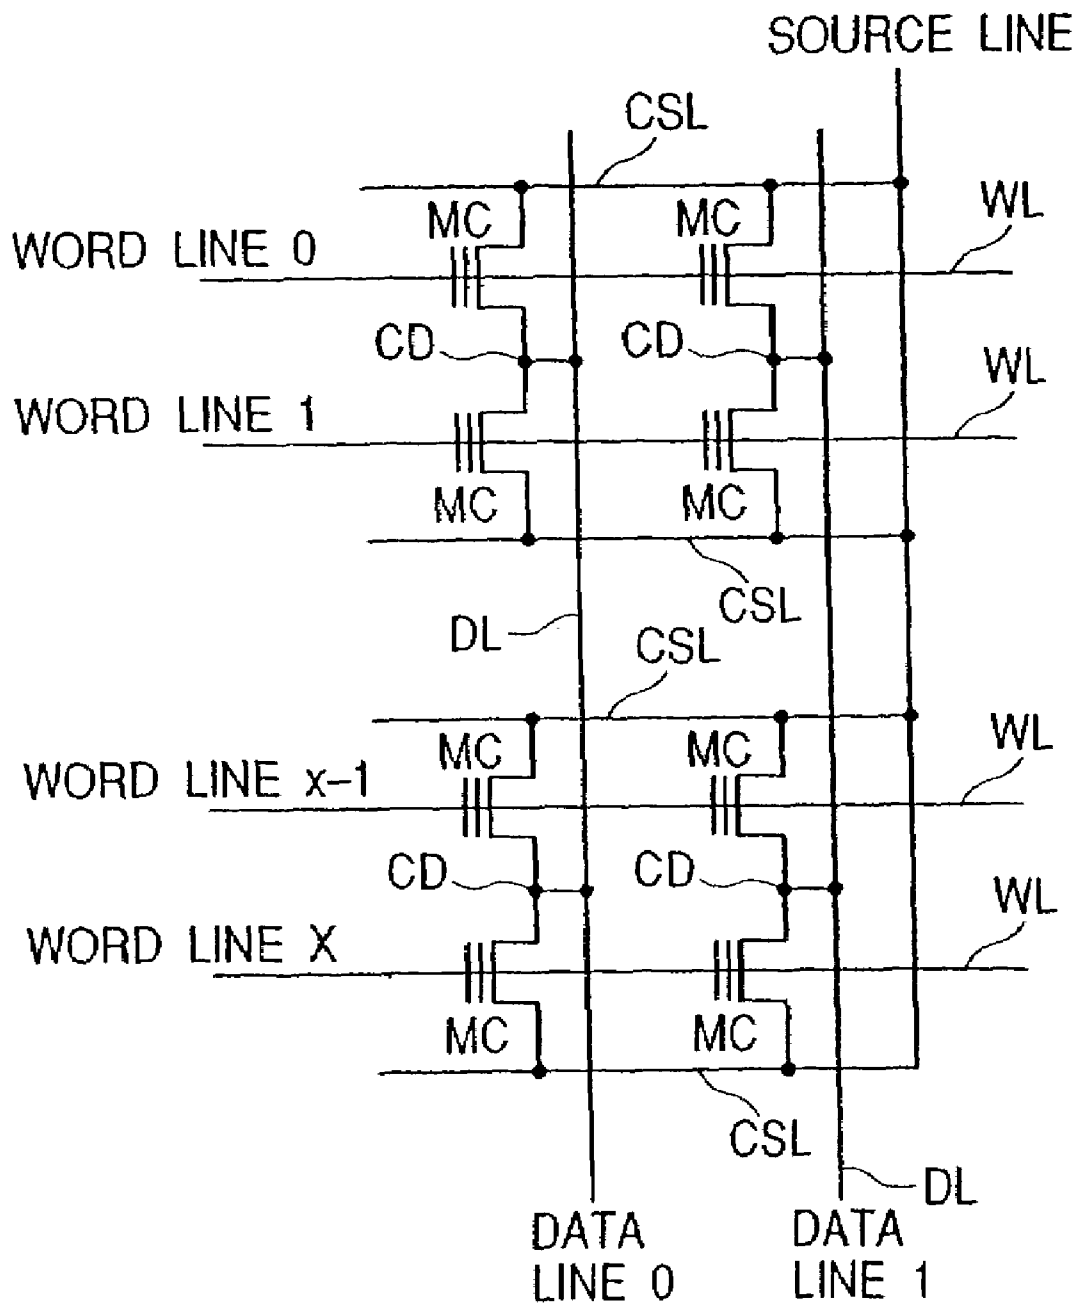 SOURCE LINE
CSL
MC MC WL
WORD LINE 0
CD CD
WL
WORD LINE 1
MC MC
CSL
DL
CSL
MC MC WL
WORD LINE x-1
CD CD
WL
WORD LINE X
MC MC
CSL
DL
DATA
LINE 0
DATA
LINE 1